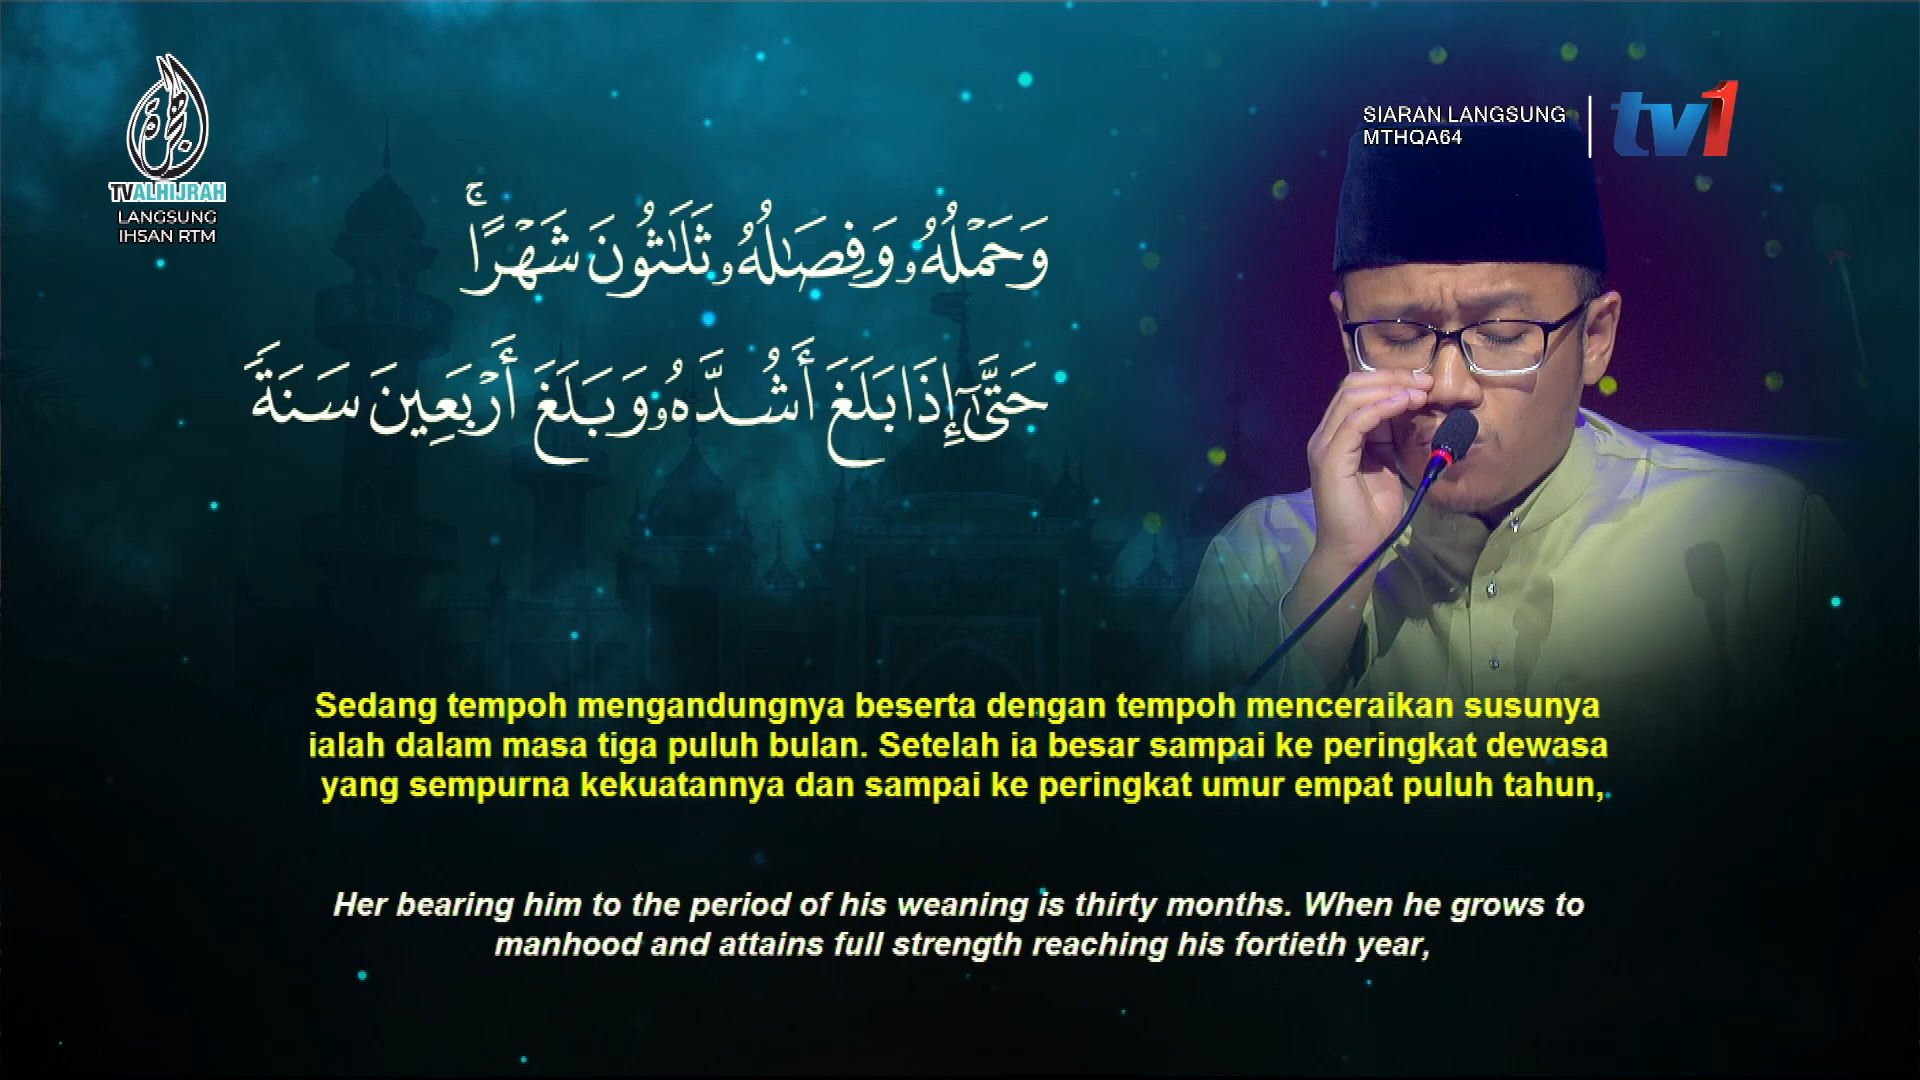 TVALHIJRAH
LANGSUNG
IHSAN RTM
SIARAN LANGSUNG
MTHQA64
tv1
وَحَمْلُهُۥ وَفِصَٰلُهُۥ ثَلَٰثُونَ شَهْرًا ۚ
حَتَّىٰٓ إِذَا بَلَغَ أَشُدَّهُۥ وَبَلَغَ أَرْبَعِينَ سَنَةً
Sedang tempoh mengandungnya beserta dengan tempoh menceraikan susunya
ialah dalam masa tiga puluh bulan. Setelah ia besar sampai ke peringkat dewasa
yang sempurna kekuatannya dan sampai ke peringkat umur empat puluh tahun,
Her bearing him to the period of his weaning is thirty months. When he grows to
manhood and attains full strength reaching his fortieth year,